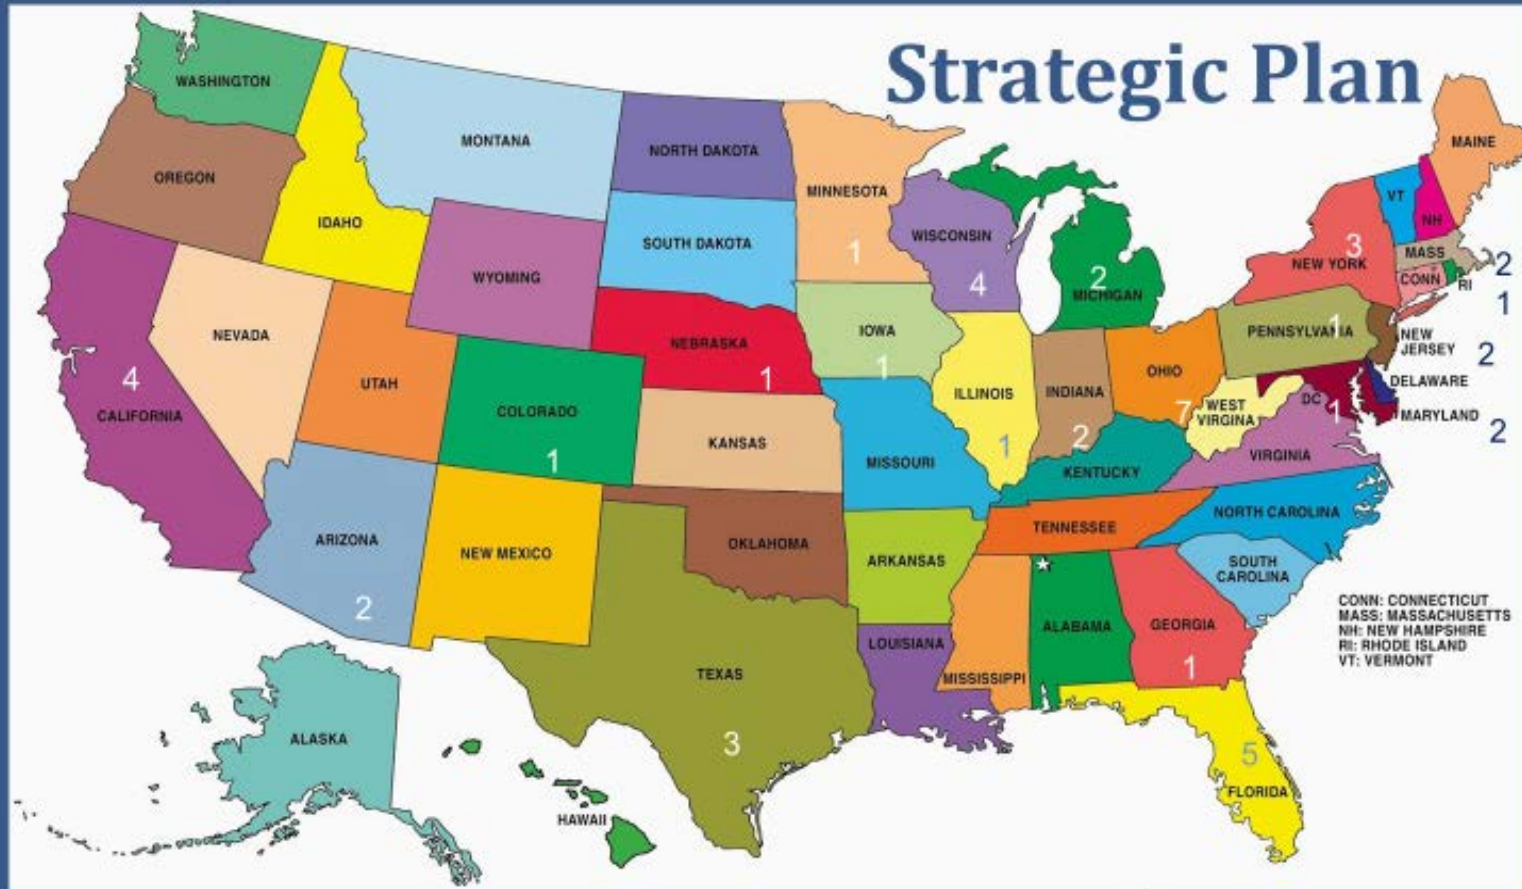 Strategic Plan
WASHINGTON
OREGON
IDAHO
MONTANA
NORTH DAKOTA
MINNESOTA
1
SOUTH DAKOTA
WYOMING
WISCONSIN
4
2
MICHIGAN
MAINE
VT
NH
3
NEW YORK
MASS
2
CONN
RI
1
NEVADA
UTAH
4
CALIFORNIA
COLORADO
1
NEBRASKA
1
IOWA
1
KANSAS
ILLINOIS
1
INDIANA
2
OHIO
7
PENNSYLVANIA
1
NEW
JERSEY
2
DELAWARE
MARYLAND
2
DC
1
WEST
VIRGINA
VIRGINIA
MISSOURI
KENTUCKY
ARIZONA
2
NEW MEXICO
OKLAHOMA
ARKANSAS
TENNESSEE
NORTH CAROLINA
SOUTH
CAROLINA
TEXAS
3
LOUISIANA
MISSISSIPPI
ALABAMA
GEORGIA
1
5
FLORIDA
ALASKA
HAWAII
CONN: CONNECTICUT
MASS: MASSACHUSETTS
NH: NEW HAMPSHIRE
RI: RHODE ISLAND
VT: VERMONT